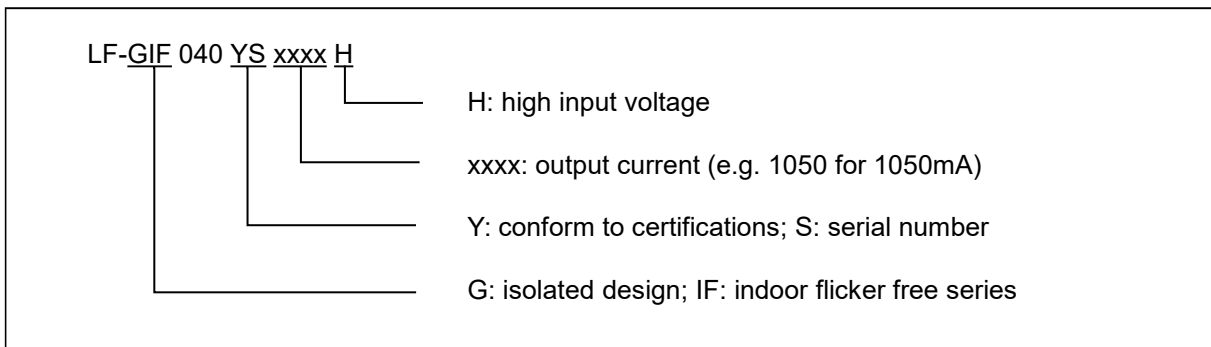 LF-GIF 040 YS xxxx H
H: high input voltage
xxxx: output current (e.g. 1050 for 1050mA)
Y: conform to certifications; S: serial number
G: isolated design; IF: indoor flicker free series